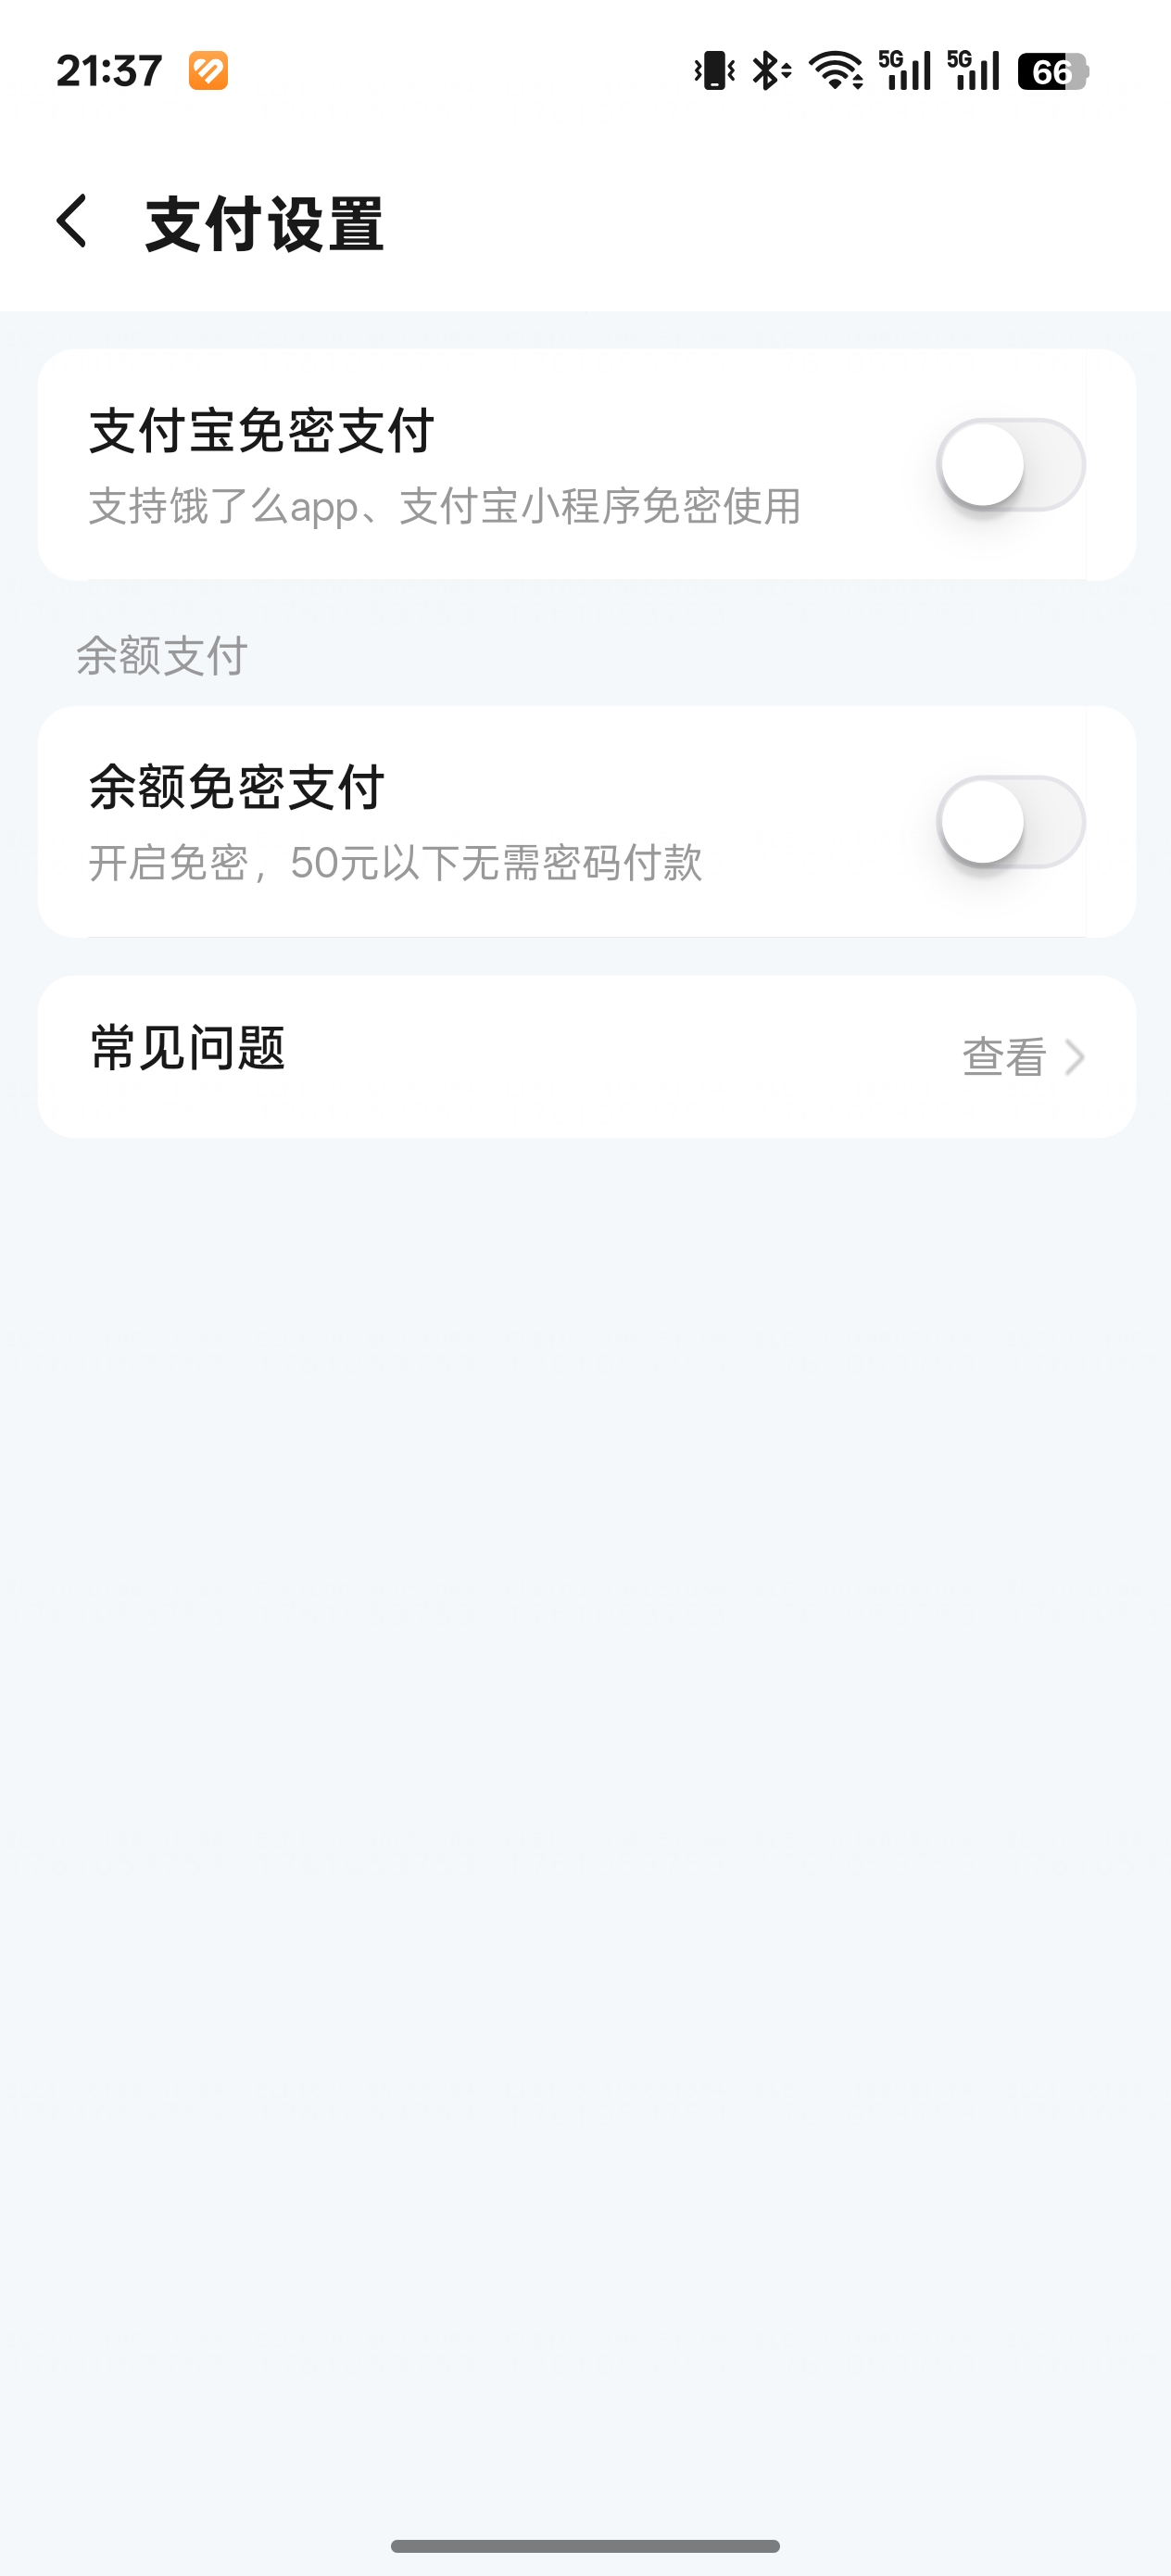 21:37
5G 5G 66
支付设置
支付宝免密支付
支持饿了么app、支付宝小程序免密使用
余额支付
余额免密支付
开启免密，50元以下无需密码付款
常见问题
查看